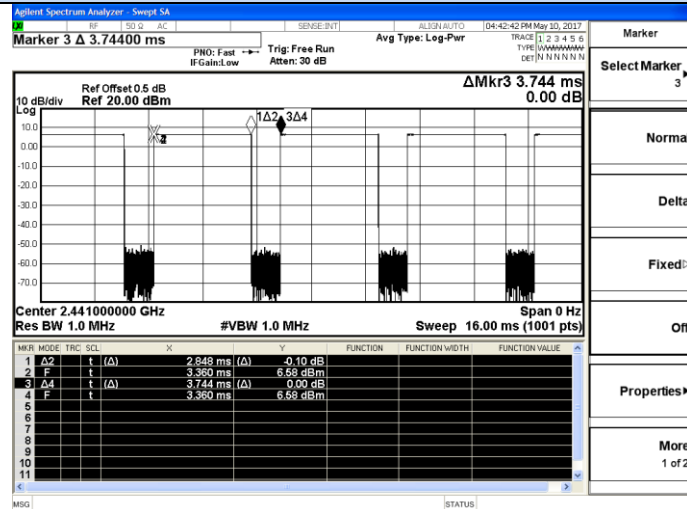 Agilent Spectrum Analyzer - Swept SA
RF 50 Ω AC SENSE:INT ALIGN AUTO 04:42:42 PM May 10, 2017
Marker 3 Δ 3.74400 ms
PNO: Fast Trig: Free Run Avg Type: Log-Pwr TRACE 1 2 3 4 5 6
IFGain:Low Atten: 30 dB TYPE WWWWWW
DET N N N N N N
Ref Offset 0.5 dB ΔMkr3 3.744 ms
10 dB/div Ref 20.00 dBm 0.00 dB
Log
1Δ2 3Δ4
10.0
0.00
-10.0
-20.0
-30.0
-40.0
-50.0
-60.0
-70.0
Center 2.441000000 GHz Span 0 Hz
Res BW 1.0 MHz #VBW 1.0 MHz Sweep 16.00 ms (1001 pts)
MKR MODE TRC SCL X Y FUNCTION FUNCTION WIDTH FUNCTION VALUE
1 Δ2 t (Δ) 2.848 ms (Δ) -0.10 dB
2 F t 3.360 ms 6.58 dBm
3 Δ4 t (Δ) 3.744 ms (Δ) 0.00 dB
4 F t 3.360 ms 6.58 dBm
5
6
7
8
9
10
11
MSG STATUS
Marker
Select Marker
3
Norma
Delta
Fixed
Off
Properties
More
1 of 2